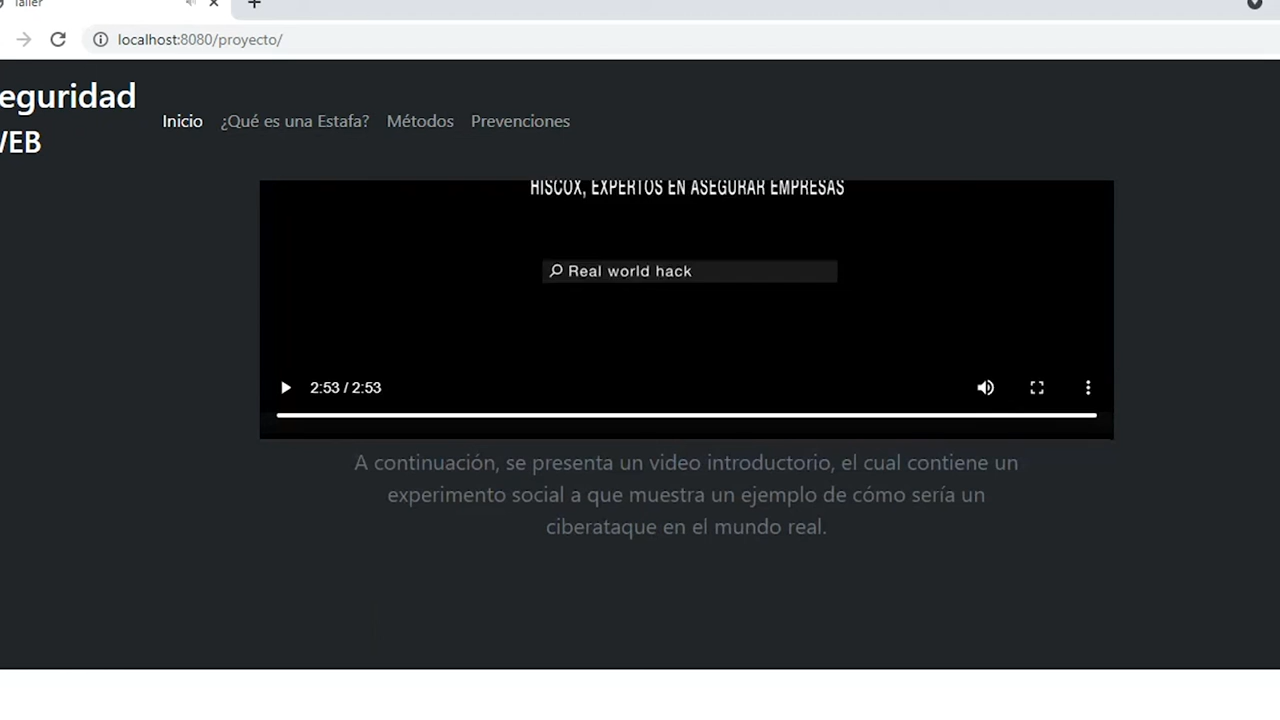 Taller
localhost:8080/proyecto/
eguridad
WEB
Inicio ¿Qué es una Estafa? Métodos Prevenciones
HISCOX, EXPERTOS EN ASEGURAR EMPRESAS
Real world hack
2:53 / 2:53
A continuación, se presenta un video introductorio, el cual contiene un
experimento social a que muestra un ejemplo de cómo sería un
ciberataque en el mundo real.